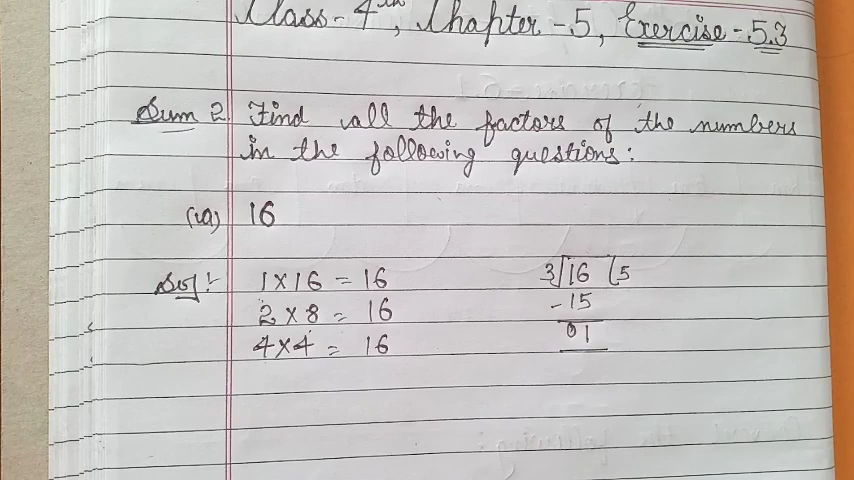 Class - 4th, Chapter - 5, Exercise - 5.3
Sum 2. Find all the factors of the numbers
in the following questions:
(a) 16
Sol:- 1 × 16 = 16
2 × 8 = 16
4 × 4 = 16
3 16 5
- 15
01